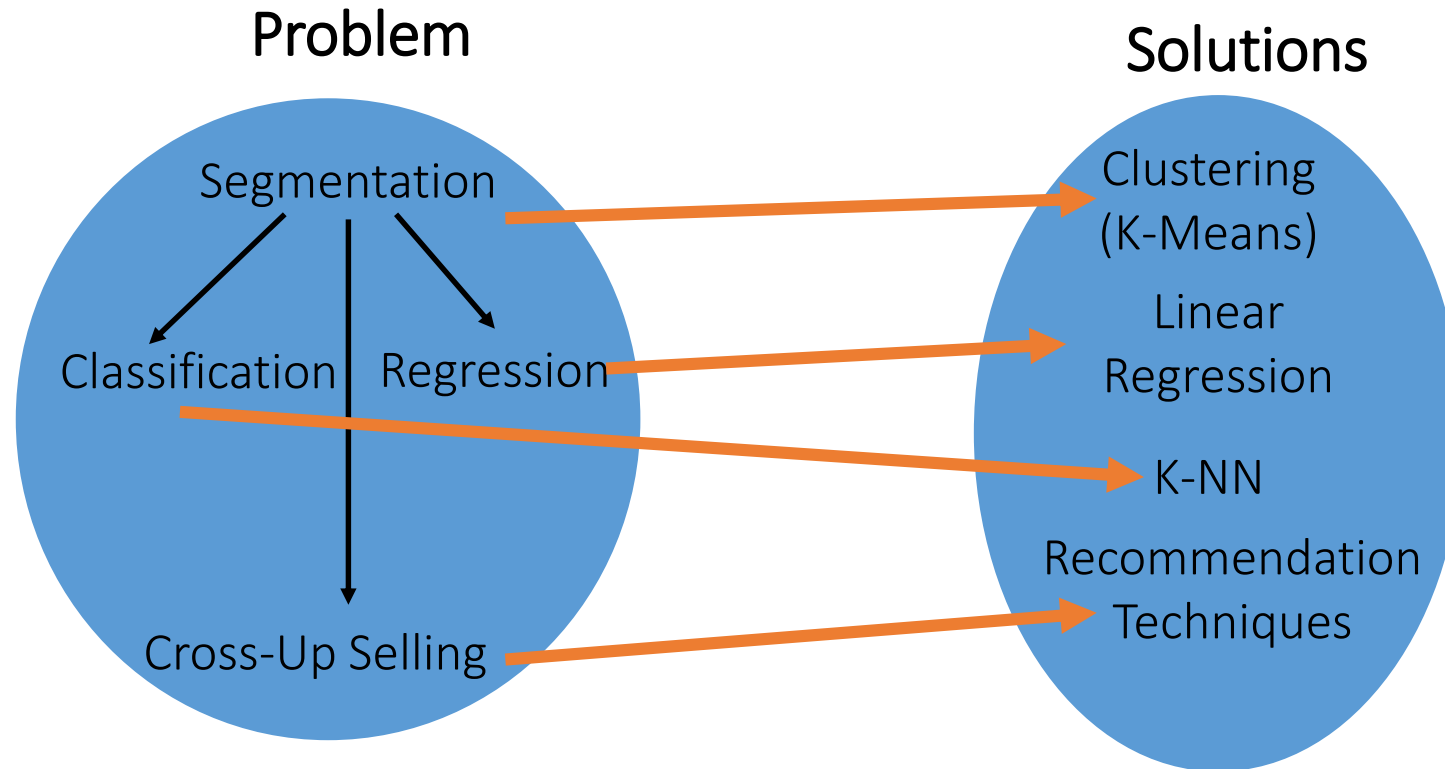 Problem
Solutions
Segmentation
Classification
Regression
Cross-Up Selling
Clustering
(K-Means)
Linear
Regression
K-NN
Recommendation
Techniques